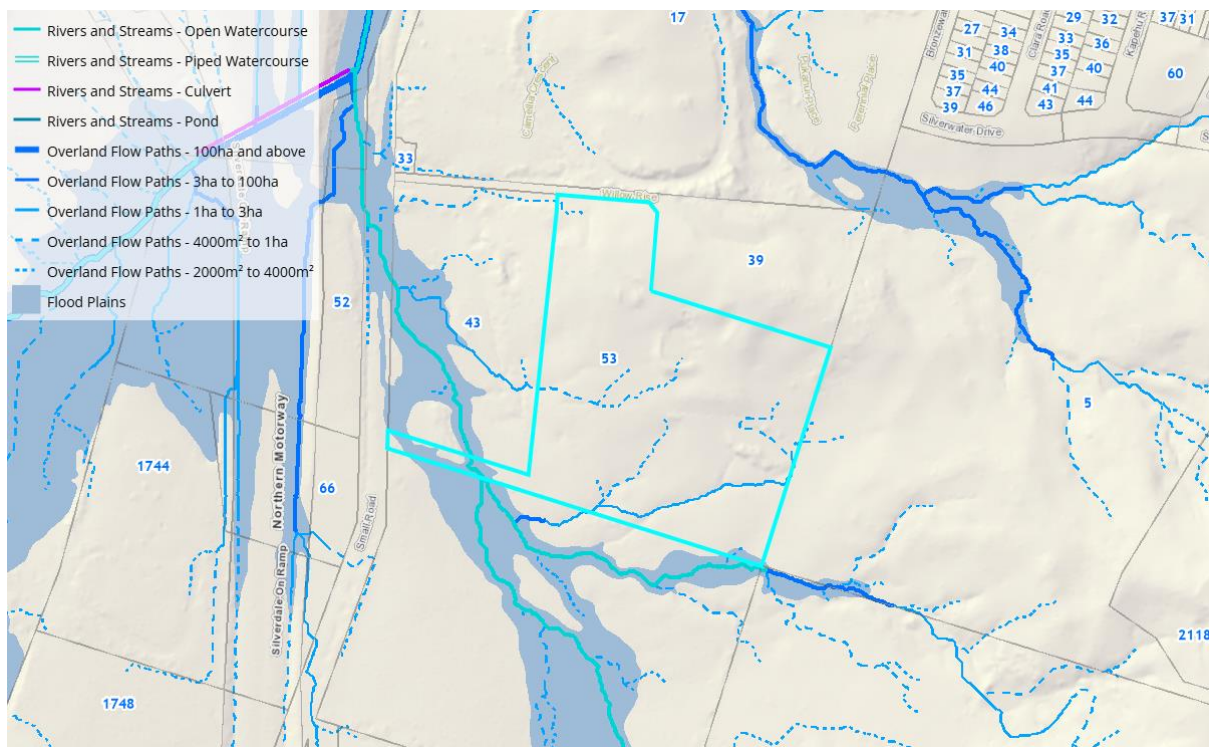 Rivers and Streams - Open Watercourse
Rivers and Streams - Piped Watercourse
Rivers and Streams - Culvert
Rivers and Streams - Pond
Overland Flow Paths - 100ha and above
Overland Flow Paths - 3ha to 100ha
Overland Flow Paths - 1ha to 3ha
Overland Flow Paths - 4000m² to 1ha
Overland Flow Paths - 2000m² to 4000m²
Flood Plains
17
27
34
31
38
40
35
37
44
39
46
29
32
33
36
35
37
40
41
43
44
37
31
60
Clara Road
Silverwater Drive
33
Willow Rise
39
52
43
53
5
Northern Motorway
1744
66
Small Road
Silverdale On Ramp
2118
1748